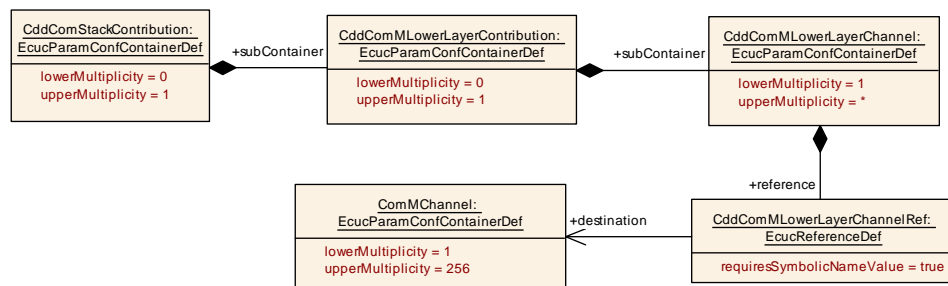 CddComStackContribution:
EcucParamConfContainerDef
lowerMultiplicity = 0
upperMultiplicity = 1
+subContainer
CddComMLowerLayerContribution:
EcucParamConfContainerDef
lowerMultiplicity = 0
upperMultiplicity = 1
+subContainer
CddComMLowerLayerChannel:
EcucParamConfContainerDef
lowerMultiplicity = 1
upperMultiplicity = *
+reference
ComMChannel:
EcucParamConfContainerDef
lowerMultiplicity = 1
upperMultiplicity = 256
+destination
CddComMLowerLayerChannelRef:
EcucReferenceDef
requiresSymbolicNameValue = true